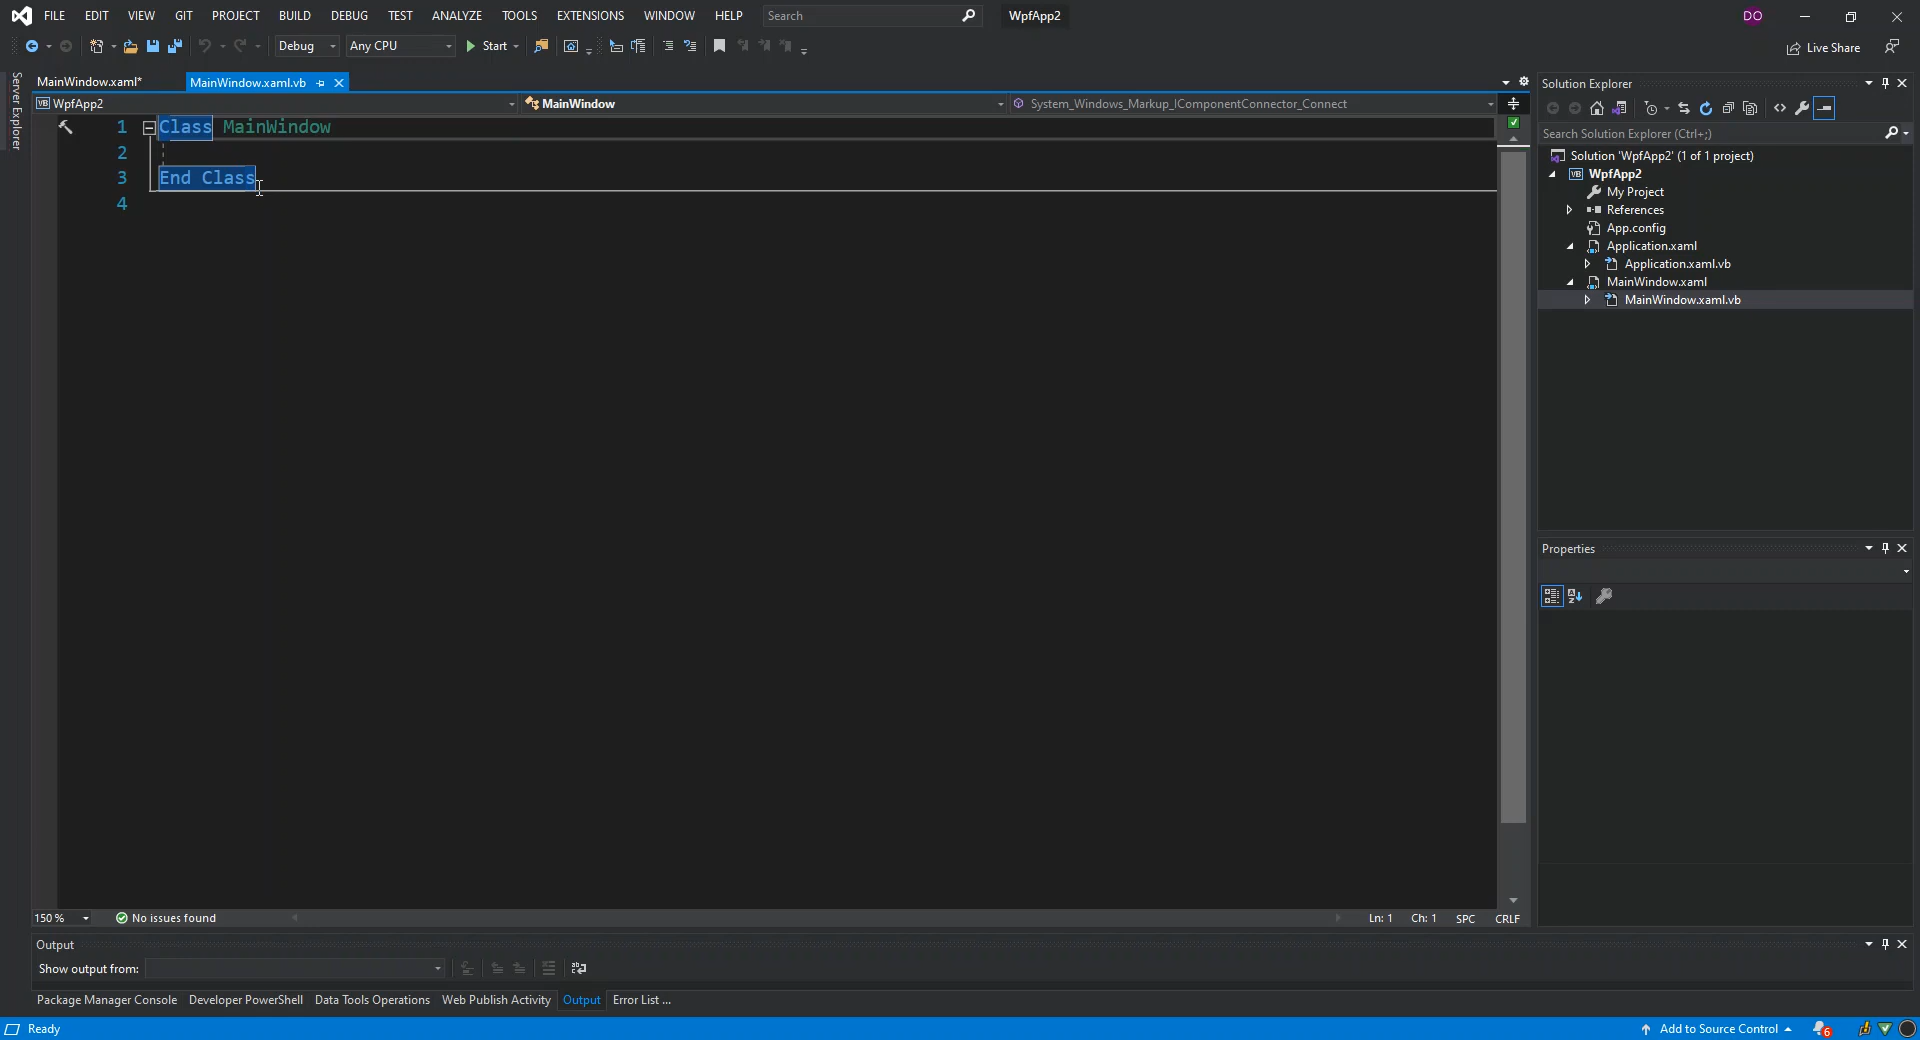 FILE EDIT VIEW GIT PROJECT BUILD DEBUG TEST ANALYZE TOOLS EXTENSIONS WINDOW HELP Search WpfApp2 DO
Debug Any CPU Start Live Share
Server Explorer
MainWindow.xaml* MainWindow.xaml.vb
VB WpfApp2 MainWindow System_Windows_Markup_IComponentConnector_Connect
1 Class MainWindow
2
3 End Class
4
Solution Explorer
Search Solution Explorer (Ctrl+;)
Solution 'WpfApp2' (1 of 1 project)
VB WpfApp2
My Project
References
App.config
Application.xaml
Application.xaml.vb
MainWindow.xaml
MainWindow.xaml.vb
Properties
150 % No issues found Ln: 1 Ch: 1 SPC CRLF
Output
Show output from:
Package Manager Console Developer PowerShell Data Tools Operations Web Publish Activity Output Error List ...
Ready Add to Source Control 6